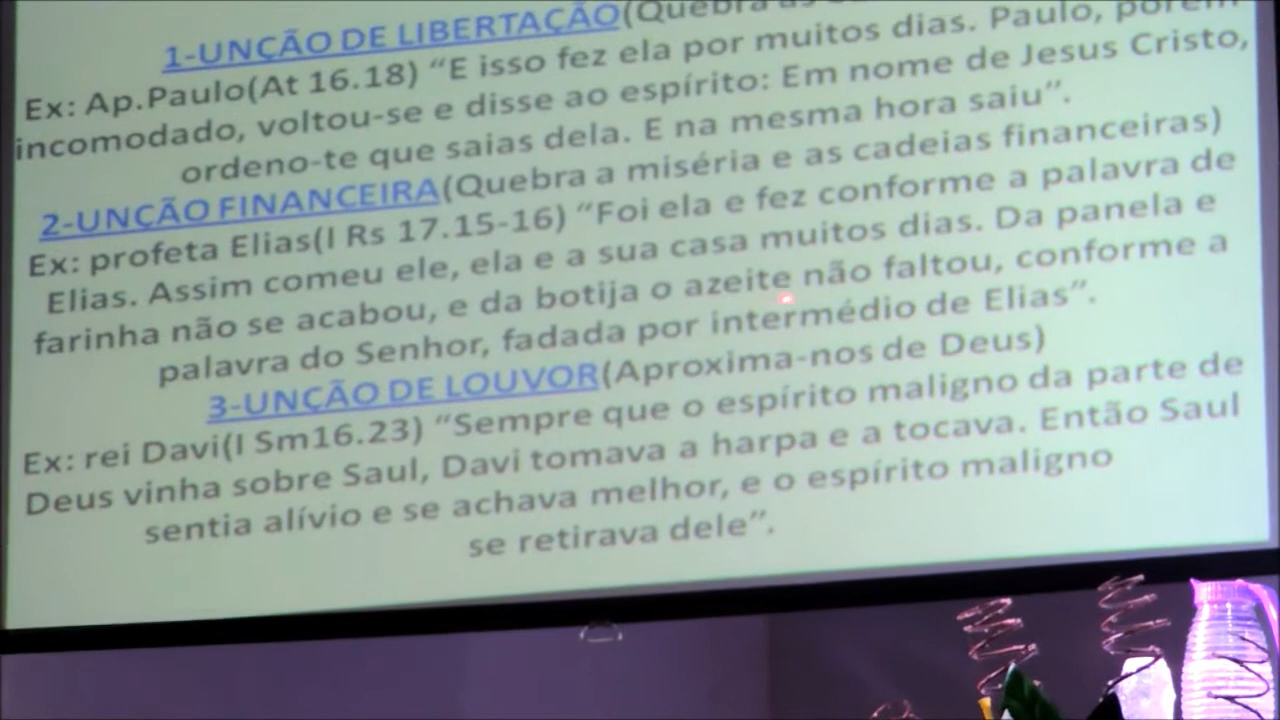 1-UNÇÃO DE LIBERTAÇÃO(Quebra as
Ex: Ap.Paulo(At 16.18) “E isso fez ela por muitos dias. Paulo, porém
incomodado, voltou-se e disse ao espírito: Em nome de Jesus Cristo,
ordeno-te que saias dela. E na mesma hora saiu”.
2-UNÇÃO FINANCEIRA(Quebra a miséria e as cadeias financeiras)
Ex: profeta Elias(I Rs 17.15-16) “Foi ela e fez conforme a palavra de
Elias. Assim comeu ele, ela e a sua casa muitos dias. Da panela e
farinha não se acabou, e da botija o azeite não faltou, conforme a
palavra do Senhor, fadada por intermédio de Elias”.
3-UNÇÃO DE LOUVOR(Aproxima-nos de Deus)
Ex: rei Davi(I Sm16.23) “Sempre que o espírito maligno da parte de
Deus vinha sobre Saul, Davi tomava a harpa e a tocava. Então Saul
sentia alívio e se achava melhor, e o espírito maligno
se retirava dele”.